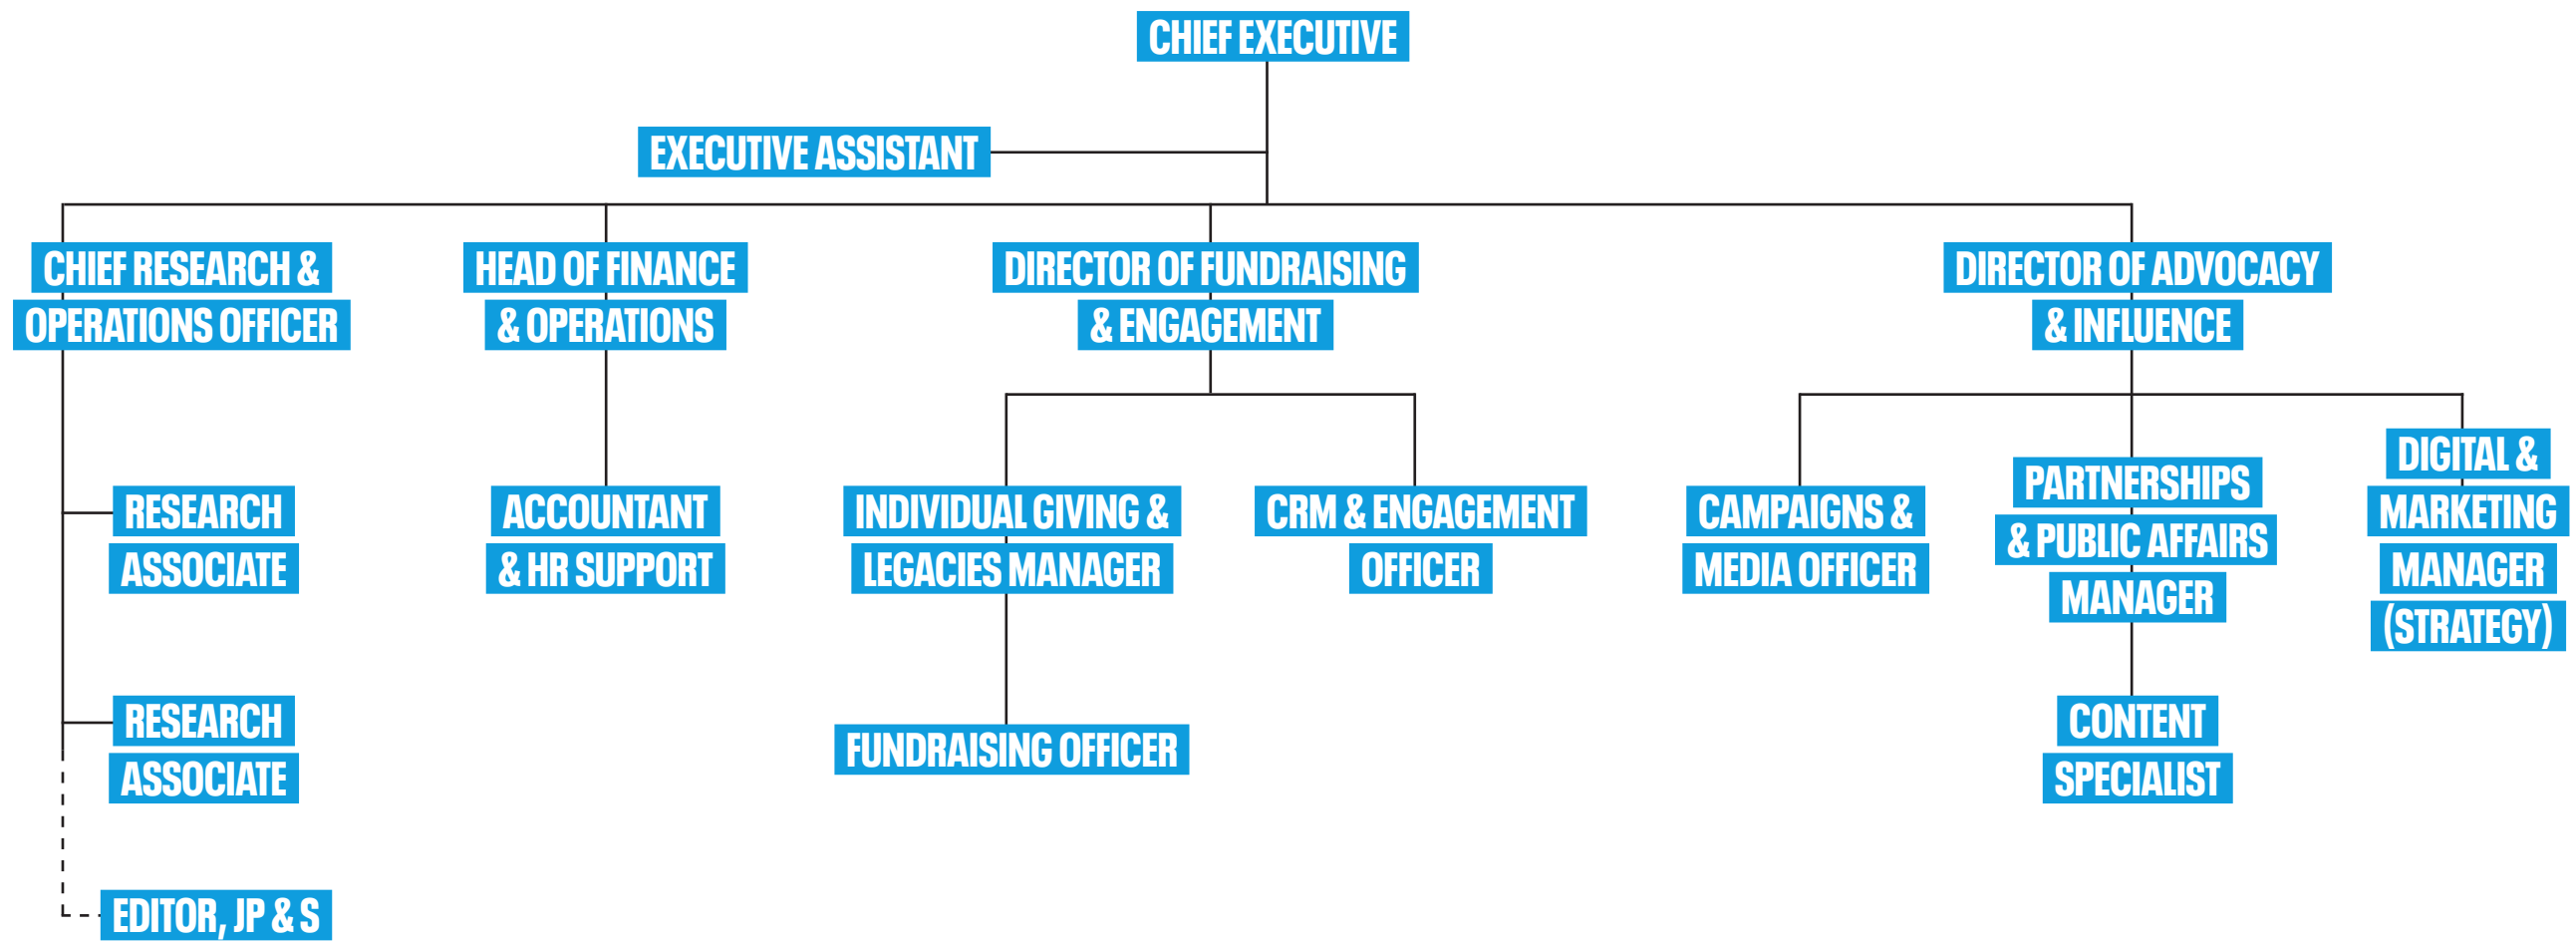 CHIEF EXECUTIVE
EXECUTIVE ASSISTANT
CHIEF RESEARCH &
OPERATIONS OFFICER
HEAD OF FINANCE
& OPERATIONS
DIRECTOR OF FUNDRAISING
& ENGAGEMENT
DIRECTOR OF ADVOCACY
& INFLUENCE
RESEARCH
ASSOCIATE
ACCOUNTANT
& HR SUPPORT
INDIVIDUAL GIVING &
LEGACIES MANAGER
CRM & ENGAGEMENT
OFFICER
CAMPAIGNS &
MEDIA OFFICER
PARTNERSHIPS
& PUBLIC AFFAIRS
MANAGER
DIGITAL &
MARKETING
MANAGER
(STRATEGY)
RESEARCH
ASSOCIATE
FUNDRAISING OFFICER
CONTENT
SPECIALIST
EDITOR, JP & S